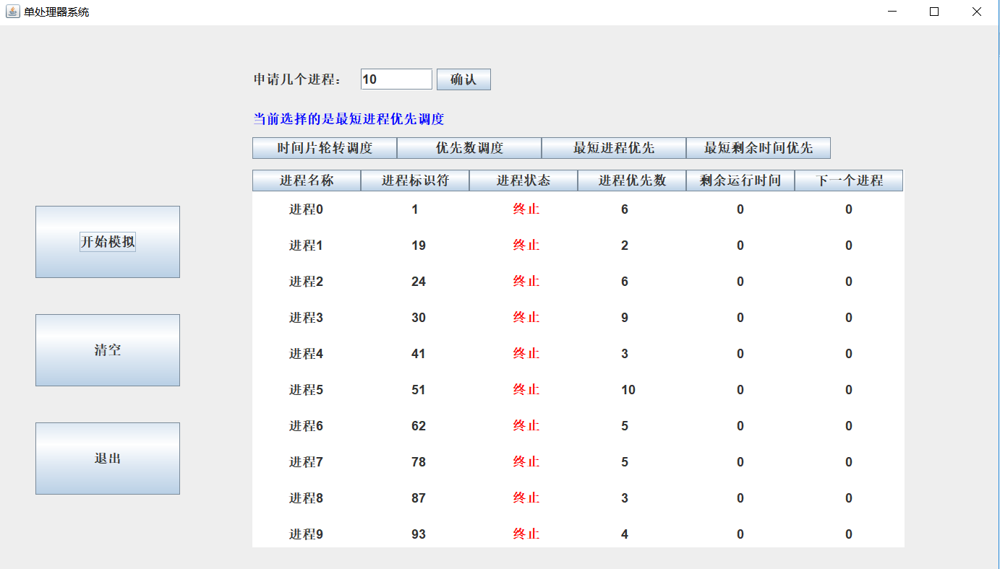 单处理器系统
申请几个进程： 10 确认
当前选择的是最短进程优先调度
时间片轮转调度 优先数调度 最短进程优先 最短剩余时间优先
进程名称 进程标识符 进程状态 进程优先数 剩余运行时间 下一个进程
进程0 1 终止 6 0 0
开始模拟
进程1 19 终止 2 0 0
进程2 24 终止 6 0 0
进程3 30 终止 9 0 0
清空
进程4 41 终止 3 0 0
进程5 51 终止 10 0 0
进程6 62 终止 5 0 0
退出
进程7 78 终止 5 0 0
进程8 87 终止 3 0 0
进程9 93 终止 4 0 0